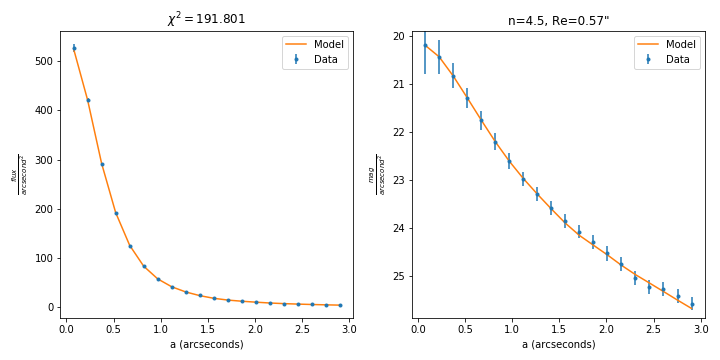 χ² = 191.801
Model
Data
flux
arcsecond²
500
400
300
200
100
0
0.0 0.5 1.0 1.5 2.0 2.5 3.0
a (arcseconds)
n=4.5, Re=0.57"
Model
Data
mag
arcsecond²
20
21
22
23
24
25
0.0 0.5 1.0 1.5 2.0 2.5 3.0
a (arcseconds)